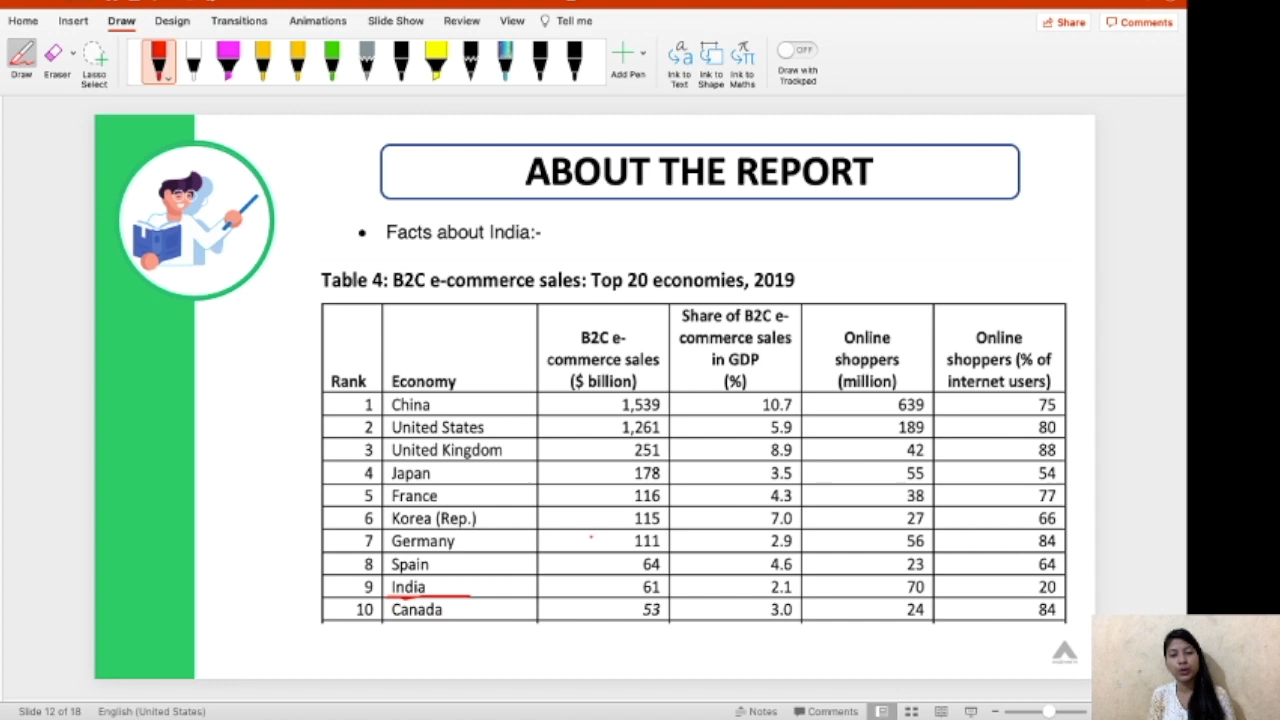 Home Insert Draw Design Transitions Animations Slide Show Review View Tell me Share Comments
Draw Eraser Lasso Select Add Pen Ink to Text Ink to Shape Ink to Maths OFF Draw with Trackpad
ABOUT THE REPORT
• Facts about India:-
Table 4: B2C e-commerce sales: Top 20 economies, 2019
Rank Economy B2C e-commerce sales ($ billion) Share of B2C e-commerce sales in GDP (%) Online shoppers (million) Online shoppers (% of internet users)
1 China 1,539 10.7 639 75
2 United States 1,261 5.9 189 80
3 United Kingdom 251 8.9 42 88
4 Japan 178 3.5 55 54
5 France 116 4.3 38 77
6 Korea (Rep.) 115 7.0 27 66
7 Germany 111 2.9 56 84
8 Spain 64 4.6 23 64
9 India 61 2.1 70 20
10 Canada 53 3.0 24 84
Slide 12 of 18 English (United States) Notes Comments